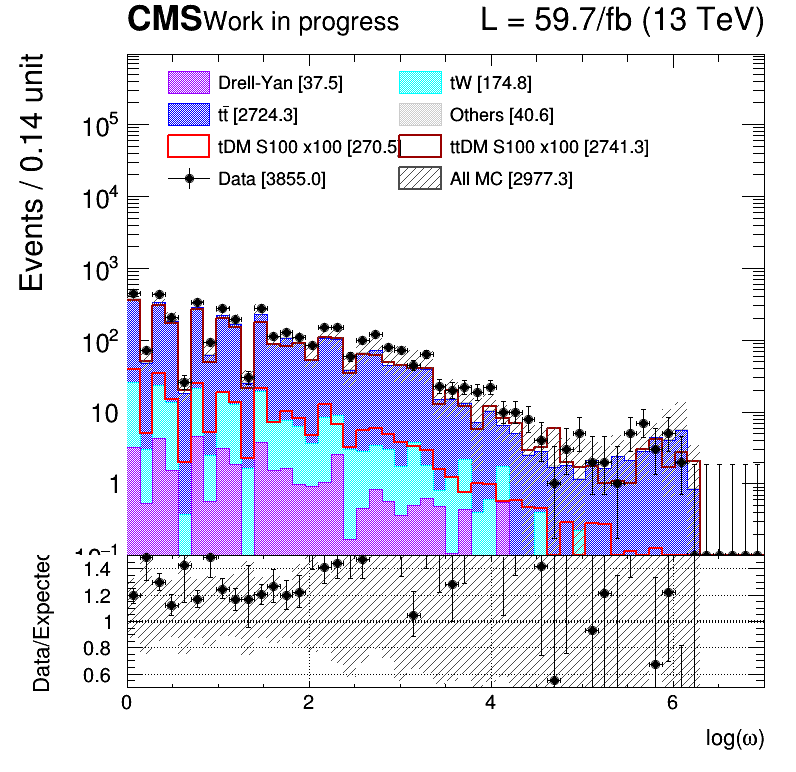 CMS Work in progress L = 59.7/fb (13 TeV)
Events / 0.14 unit
Drell-Yan [37.5] tW [174.8]
tt̄ [2724.3] Others [40.6]
tDM S100 x100 [270.5] ttDM S100 x100 [2741.3]
Data [3855.0] All MC [2977.3]
10⁵
10⁴
10³
10²
10
1
10⁻¹
Data/Expected
1.4
1.2
1
0.8
0.6
0 2 4 6
log(ω)